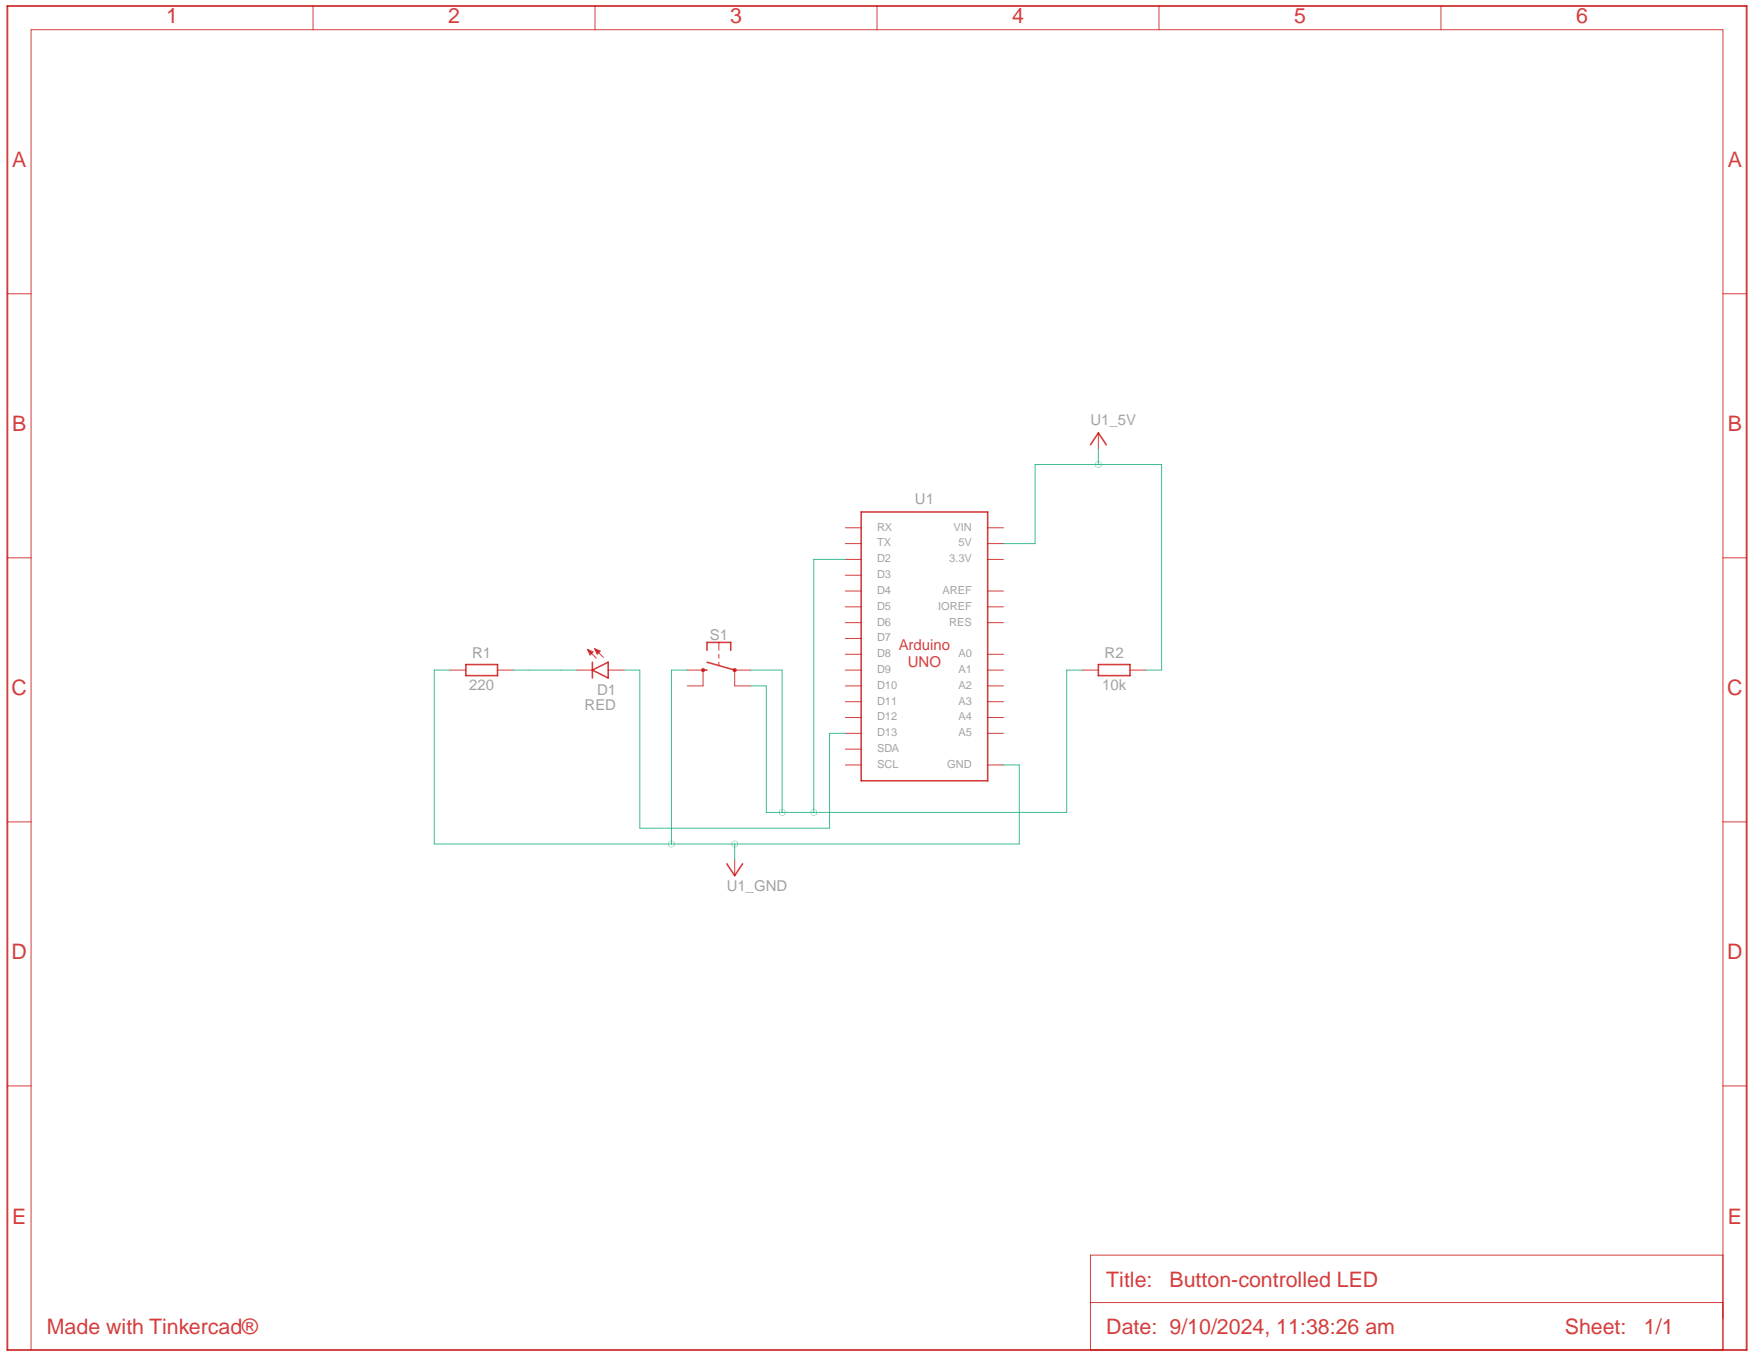 1 2 3 4 5 6
A A
U1_5V
B B
U1
RX VIN
TX 5V
D2 3.3V
D3
D4 AREF
D5 IOREF
D6 RES
D7
Arduino
UNO
D8 A0
D9 A1
D10 A2
D11 A3
D12 A4
D13 A5
SDA
SCL GND
S1
R1
220
D1
RED
R2
10k
C C
U1_GND
D D
E E
Title: Button-controlled LED
Made with Tinkercad®
Date: 9/10/2024, 11:38:26 am Sheet: 1/1